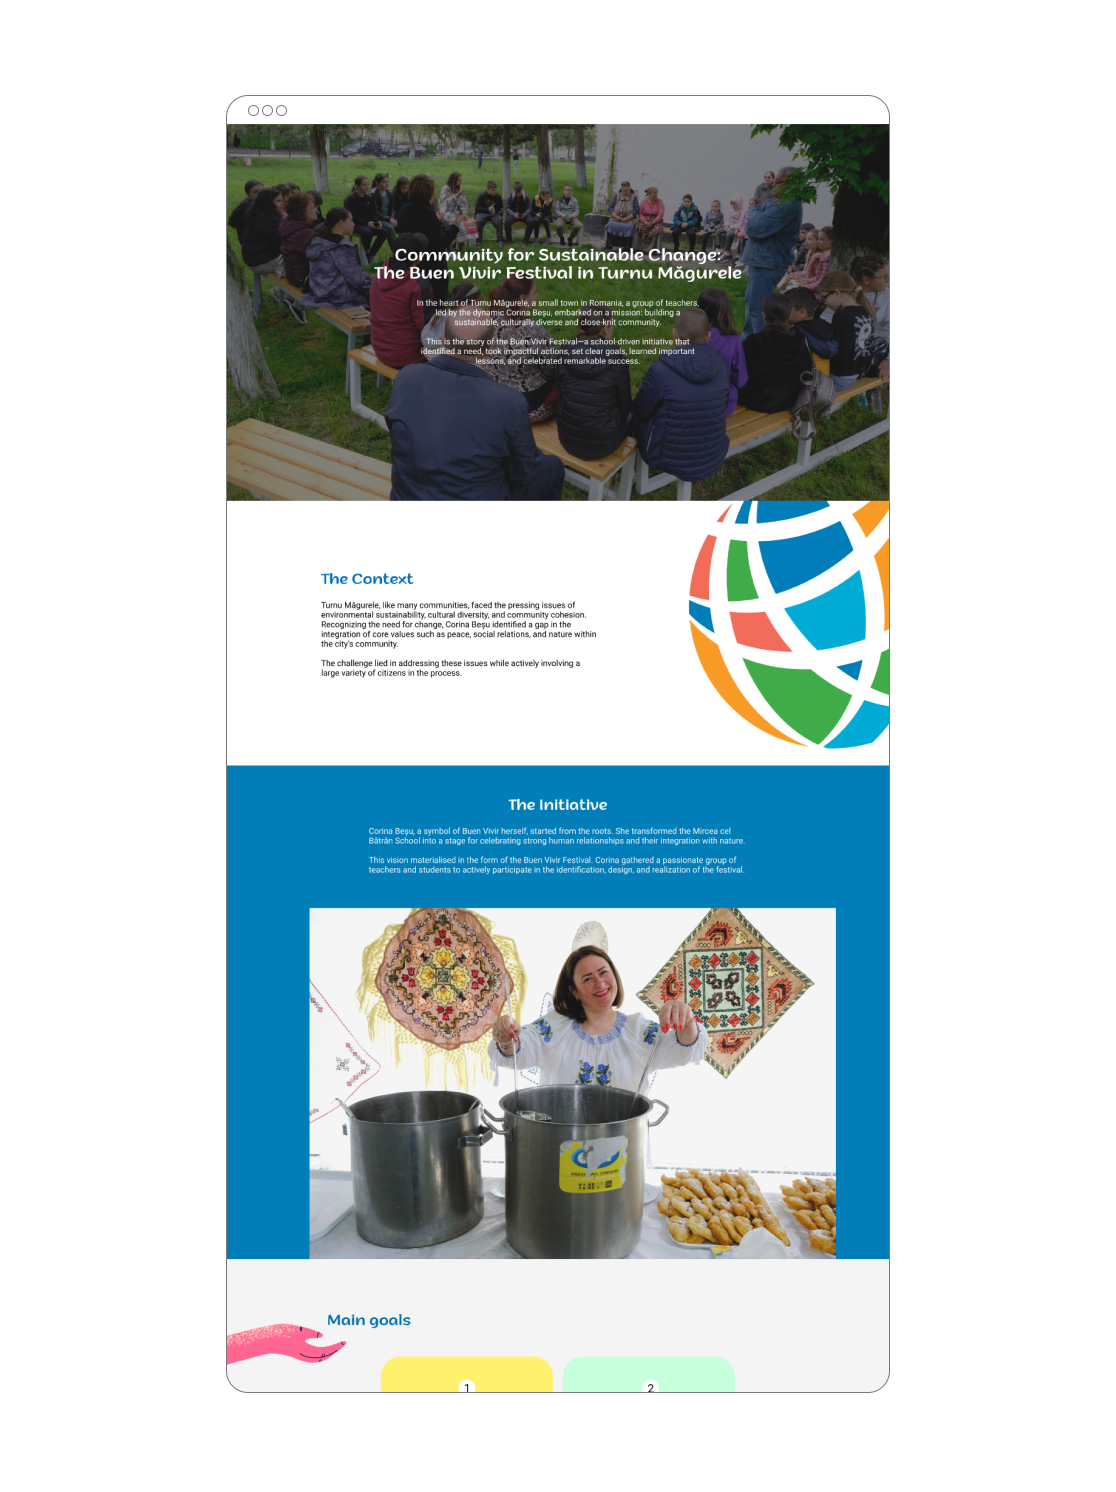 Community for Sustainable Change:
The Buen Vivir Festival in Turnu Măgurele
In the heart of Turnu Măgurele, a small town in Romania, a group of teachers,
led by the dynamic Corina Beșu, embarked on a mission: building a
sustainable, culturally diverse and close-knit community.
This is the story of the Buen Vivir Festival—a school-driven initiative that
identified a need, took impactful actions, set clear goals, learned important
lessons, and celebrated remarkable success.
The Context
Turnu Măgurele, like many communities, faced the pressing issues of
environmental sustainability, cultural diversity, and community cohesion.
Recognizing the need for change, Corina Beșu identified a gap in the
integration of core values such as peace, social relations, and nature within
the city's community.
The challenge lied in addressing these issues while actively involving a
large variety of citizens in the process.
The Initiative
Corina Beșu, a symbol of Buen Vivir herself, started from the roots. She transformed the Mircea cel
Bătrân School into a stage for celebrating strong human relationships and their integration with nature.
This vision materialised in the form of the Buen Vivir Festival. Corina gathered a passionate group of
teachers and students to actively participate in the identification, design, and realization of the festival.
Main goals
1
2